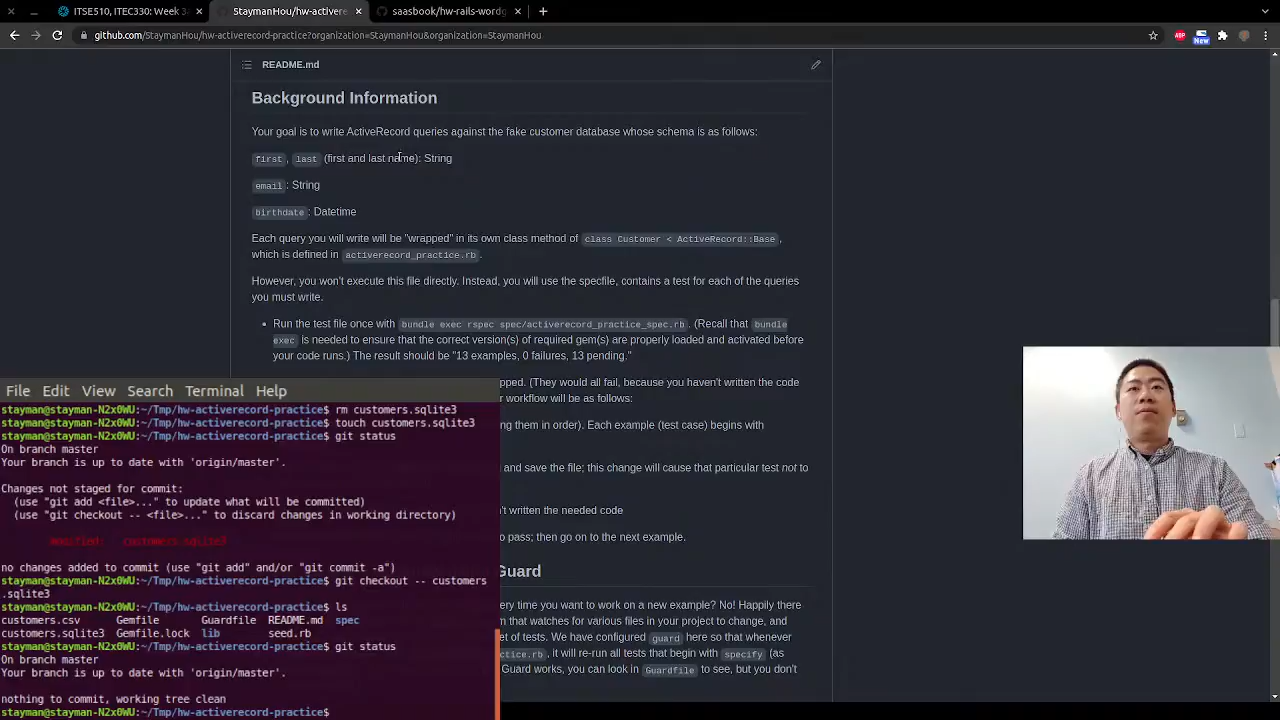 ITSE510, ITEC330: Week 3
StaymanHou/hw-activere
saasbook/hw-rails-wordg
github.com/StaymanHou/hw-activerecord-practice?organization=StaymanHou&organization=StaymanHou
ABP
New
README.md
Background Information
Your goal is to write ActiveRecord queries against the fake customer database whose schema is as follows:
first, last (first and last name): String
email: String
birthdate: Datetime
Each query you will write will be "wrapped" in its own class method of class Customer < ActiveRecord::Base,
which is defined in activerecord_practice.rb.
However, you won't execute this file directly. Instead, you will use the specfile, contains a test for each of the queries
you must write.
• Run the test file once with bundle exec rspec spec/activerecord_practice_spec.rb. (Recall that bundle
exec is needed to ensure that the correct version(s) of required gem(s) are properly loaded and activated before
your code runs.) The result should be "13 examples, 0 failures, 13 pending."
pped. (They would all fail, because you haven't written the code
r workflow will be as follows:
ng them in order). Each example (test case) begins with
and save the file; this change will cause that particular test not to
't written the needed code
o pass; then go on to the next example.
Guard
ery time you want to work on a new example? No! Happily there
m that watches for various files in your project to change, and
et of tests. We have configured guard here so that whenever
ctice.rb, it will re-run all tests that begin with specify (as
Guard works, you can look in Guardfile to see, but you don't
File Edit View Search Terminal Help
stayman@stayman-N2x0WU:~/Tmp/hw-activerecord-practice$ rm customers.sqlite3
stayman@stayman-N2x0WU:~/Tmp/hw-activerecord-practice$ touch customers.sqlite3
stayman@stayman-N2x0WU:~/Tmp/hw-activerecord-practice$ git status
On branch master
Your branch is up to date with 'origin/master'.
Changes not staged for commit:
(use "git add <file>..." to update what will be committed)
(use "git checkout -- <file>..." to discard changes in working directory)
modified: customers.sqlite3
no changes added to commit (use "git add" and/or "git commit -a")
stayman@stayman-N2x0WU:~/Tmp/hw-activerecord-practice$ git checkout -- customers
.sqlite3
stayman@stayman-N2x0WU:~/Tmp/hw-activerecord-practice$ ls
customers.csv Gemfile Guardfile README.md spec
customers.sqlite3 Gemfile.lock lib seed.rb
stayman@stayman-N2x0WU:~/Tmp/hw-activerecord-practice$ git status
On branch master
Your branch is up to date with 'origin/master'.
nothing to commit, working tree clean
stayman@stayman-N2x0WU:~/Tmp/hw-activerecord-practice$